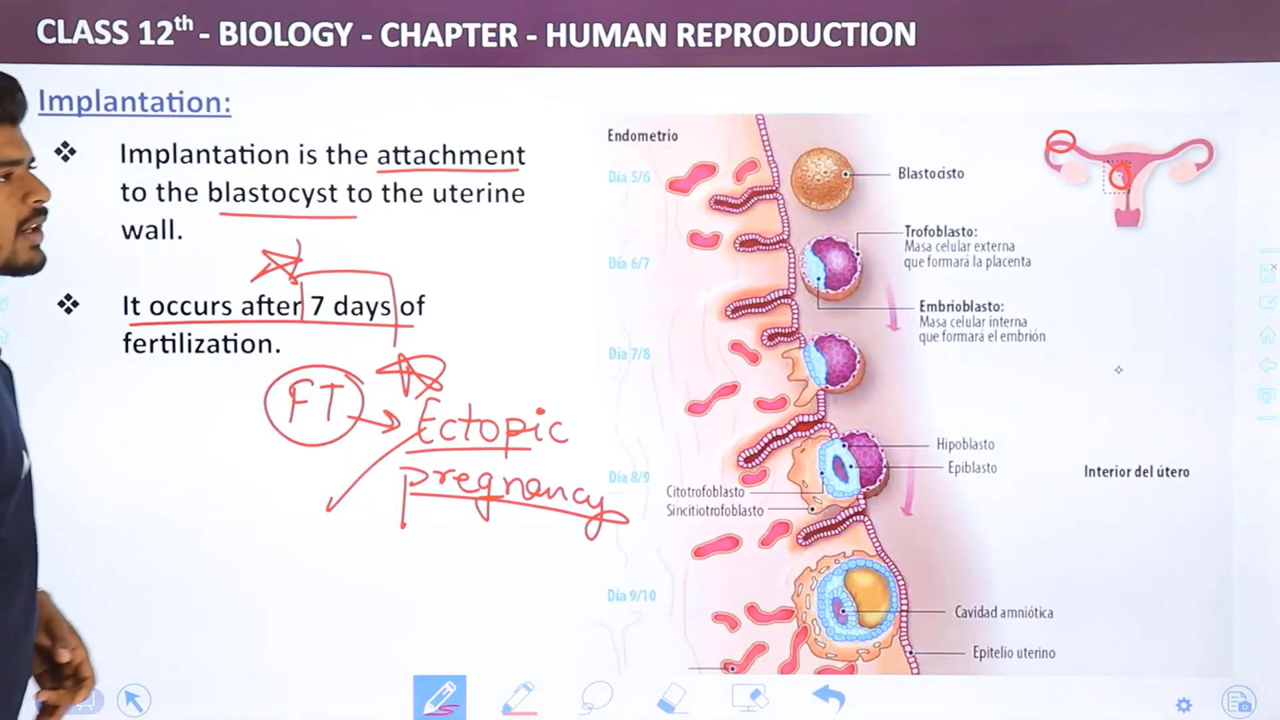 CLASS 12th - BIOLOGY - CHAPTER - HUMAN REPRODUCTION
Implantation:
❖ Implantation is the attachment
to the blastocyst to the uterine
wall.
❖ It occurs after 7 days of
fertilization.
FT → Ectopic
pregnancy
Endometrio
Día 5/6
Blastocisto
Trofoblasto:
Masa celular externa
que formará la placenta
Día 6/7
Embrioblasto:
Masa celular interna
que formará el embrión
Día 7/8
Hipoblasto
Epiblasto
Interior del útero
Día 8/9
Citotrofoblasto
Sincitiotrofoblasto
Día 9/10
Cavidad amniótica
Epitelio uterino